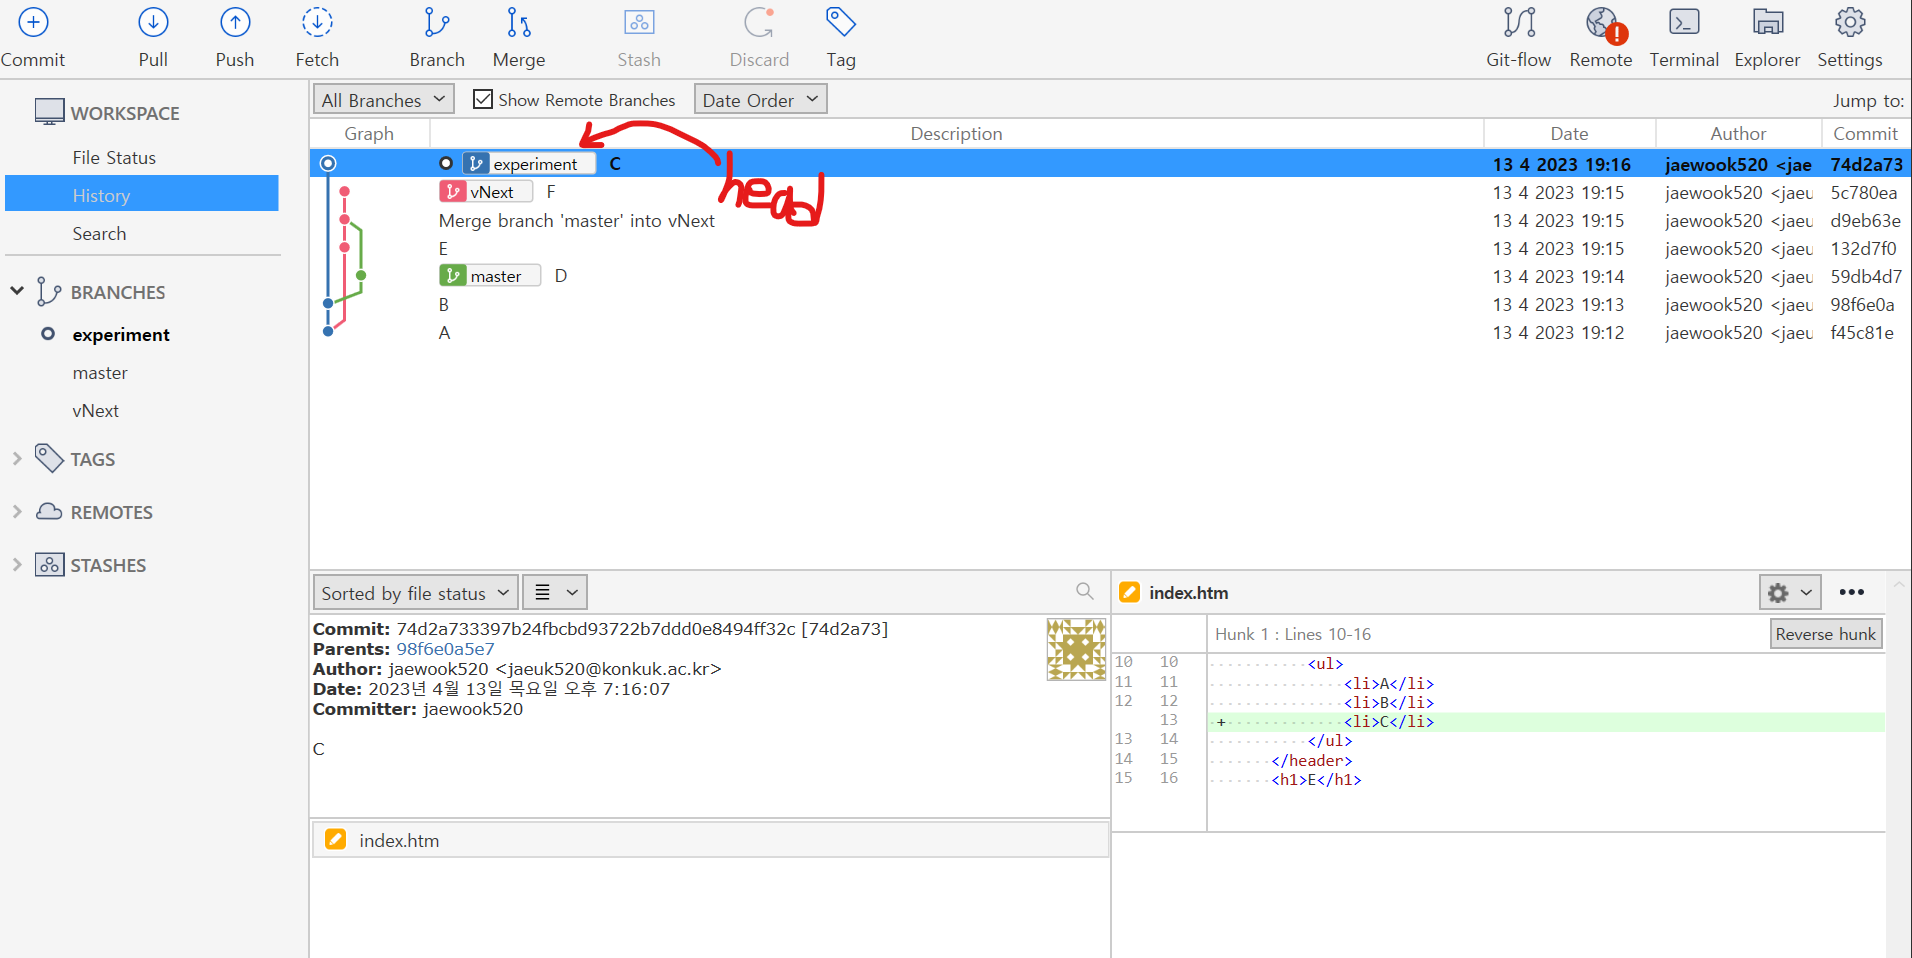 Commit Pull Push Fetch Branch Merge Stash Discard Tag Git-flow Remote Terminal Explorer Settings
WORKSPACE
File Status
History
Search
BRANCHES
experiment
master
vNext
TAGS
REMOTES
STASHES
All Branches Show Remote Branches Date Order Jump to:
Graph Description Date Author Commit
experiment C 13 4 2023 19:16 jaewook520 <jae 74d2a73
head
vNext F 13 4 2023 19:15 jaewook520 <jaeu 5c780ea
Merge branch 'master' into vNext 13 4 2023 19:15 jaewook520 <jaeu d9eb63e
E 13 4 2023 19:15 jaewook520 <jaeu 132d7f0
master D 13 4 2023 19:14 jaewook520 <jaeu 59db4d7
B 13 4 2023 19:13 jaewook520 <jaeu 98f6e0a
A 13 4 2023 19:12 jaewook520 <jaeu f45c81e
Sorted by file status
Commit: 74d2a733397b24fbcbd93722b7ddd0e8494ff32c [74d2a73]
Parents: 98f6e0a5e7
Author: jaewook520 <jaeuk520@konkuk.ac.kr>
Date: 2023년 4월 13일 목요일 오후 7:16:07
Committer: jaewook520
C
index.htm
index.htm
Hunk 1 : Lines 10-16 Reverse hunk
10 10 <ul>
11 11 <li>A</li>
12 12 <li>B</li>
13 + <li>C</li>
13 14 </ul>
14 15 </header>
15 16 <h1>E</h1>